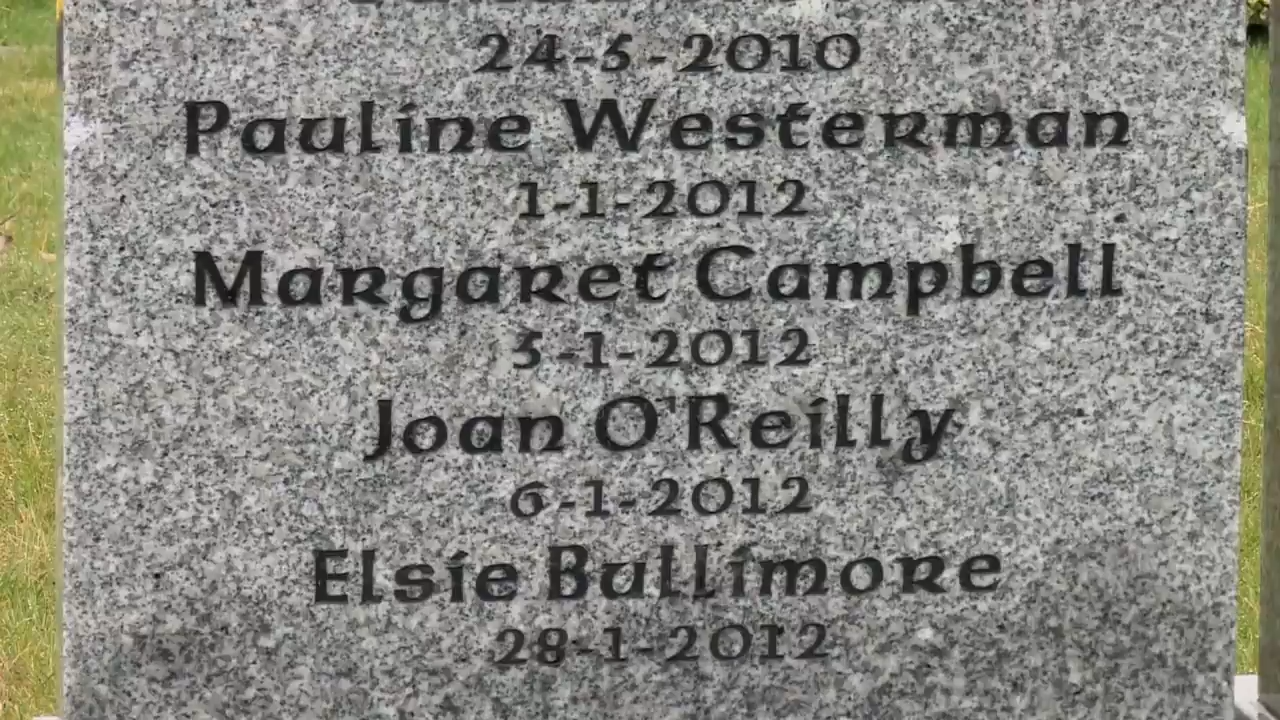 24-5-2010
Pauline Westerman
1-1-2012
Margaret Campbell
5-1-2012
Joan O'Reilly
6-1-2012
Elsie Bullimore
28-1-2012